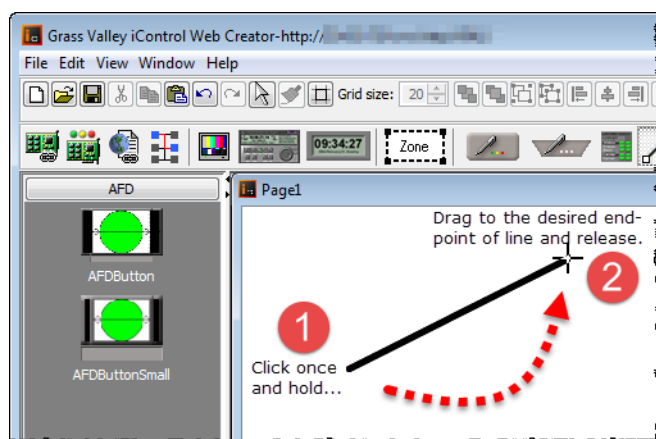 Grass Valley iControl Web Creator-http://
File Edit View Window Help
Grid size: 20
09:34:27
Zone
AFD
Page1
Drag to the desired end-
point of line and release.
2
AFDButton
1
Click once
and hold...
AFDButtonSmall